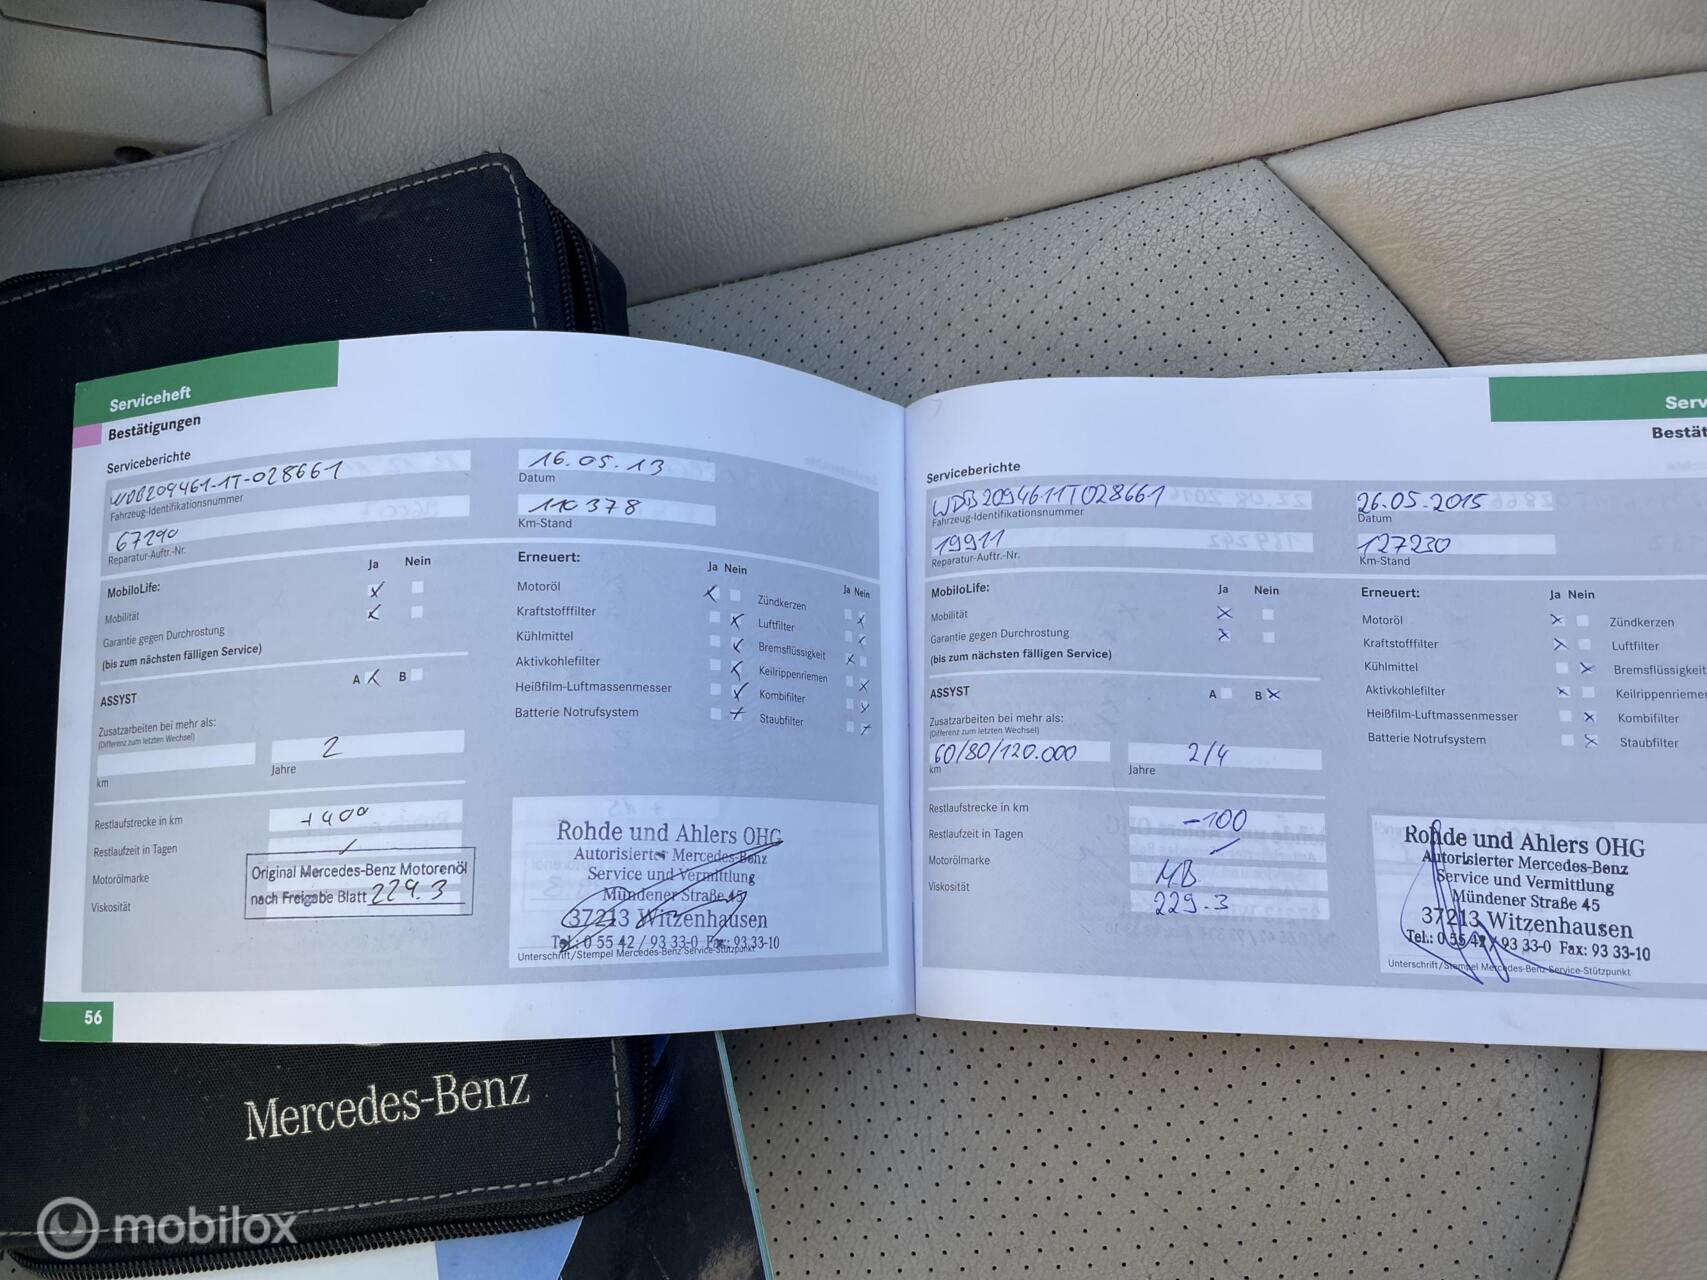 Serviceheft
Bestätigungen
Serviceberichte
WDB209461-1T-028661
Fahrzeug-Identifikationsnummer
67290
Reparatur-Auftr.-Nr.
16.05.13
Datum
110378
Km-Stand
Ja Nein
MobiloLife:
Mobilität
Garantie gegen Durchrostung
(bis zum nächsten fälligen Service)
ASSYST
A B
Zusatzarbeiten bei mehr als:
(Differenz zum letzten Wechsel)
km
2
Jahre
Restlaufstrecke in km
+400
Restlaufzeit in Tagen
Motorölmarke
Viskosität
Original Mercedes-Benz Motorenöl
nach Freigabe Blatt 229.3
Erneuert:
Ja Nein
Motoröl
Kraftstofffilter
Kühlmittel
Aktivkohlefilter
Heißfilm-Luftmassenmesser
Batterie Notrufsystem
Ja Nein
Zündkerzen
Luftfilter
Bremsflüssigkeit
Keilrippenriemen
Kombifilter
Staubfilter
Rohde und Ahlers OHG
Autorisierter Mercedes-Benz
Service und Vermittlung
Mündener Straße 45
37213 Witzenhausen
Tel.: 0 55 42 / 93 33-0 Fax: 93 33-10
Unterschrift/Stempel Mercedes-Benz Service-Stützpunkt
56
Serv
Bestät
Serviceberichte
WDB2094611T028661
Fahrzeug-Identifikationsnummer
19911
Reparatur-Auftr.-Nr.
26.05.2015
Datum
127230
Km-Stand
Ja Nein
MobiloLife:
Mobilität
Garantie gegen Durchrostung
(bis zum nächsten fälligen Service)
ASSYST
A B
Zusatzarbeiten bei mehr als:
(Differenz zum letzten Wechsel)
60/80/120.000
km
2/4
Jahre
Restlaufstrecke in km
-100
Restlaufzeit in Tagen
Motorölmarke
MB
Viskosität
229.3
Erneuert:
Ja Nein
Motoröl
Kraftstofffilter
Kühlmittel
Aktivkohlefilter
Heißfilm-Luftmassenmesser
Batterie Notrufsystem
Zündkerzen
Luftfilter
Bremsflüssigkeit
Keilrippenriemen
Kombifilter
Staubfilter
Rohde und Ahlers OHG
Autorisierter Mercedes-Benz
Service und Vermittlung
Mündener Straße 45
37213 Witzenhausen
Tel.: 0 55 42 / 93 33-0 Fax: 93 33-10
Unterschrift/Stempel Mercedes-Benz Service-Stützpunkt
Mercedes-Benz
mobilox